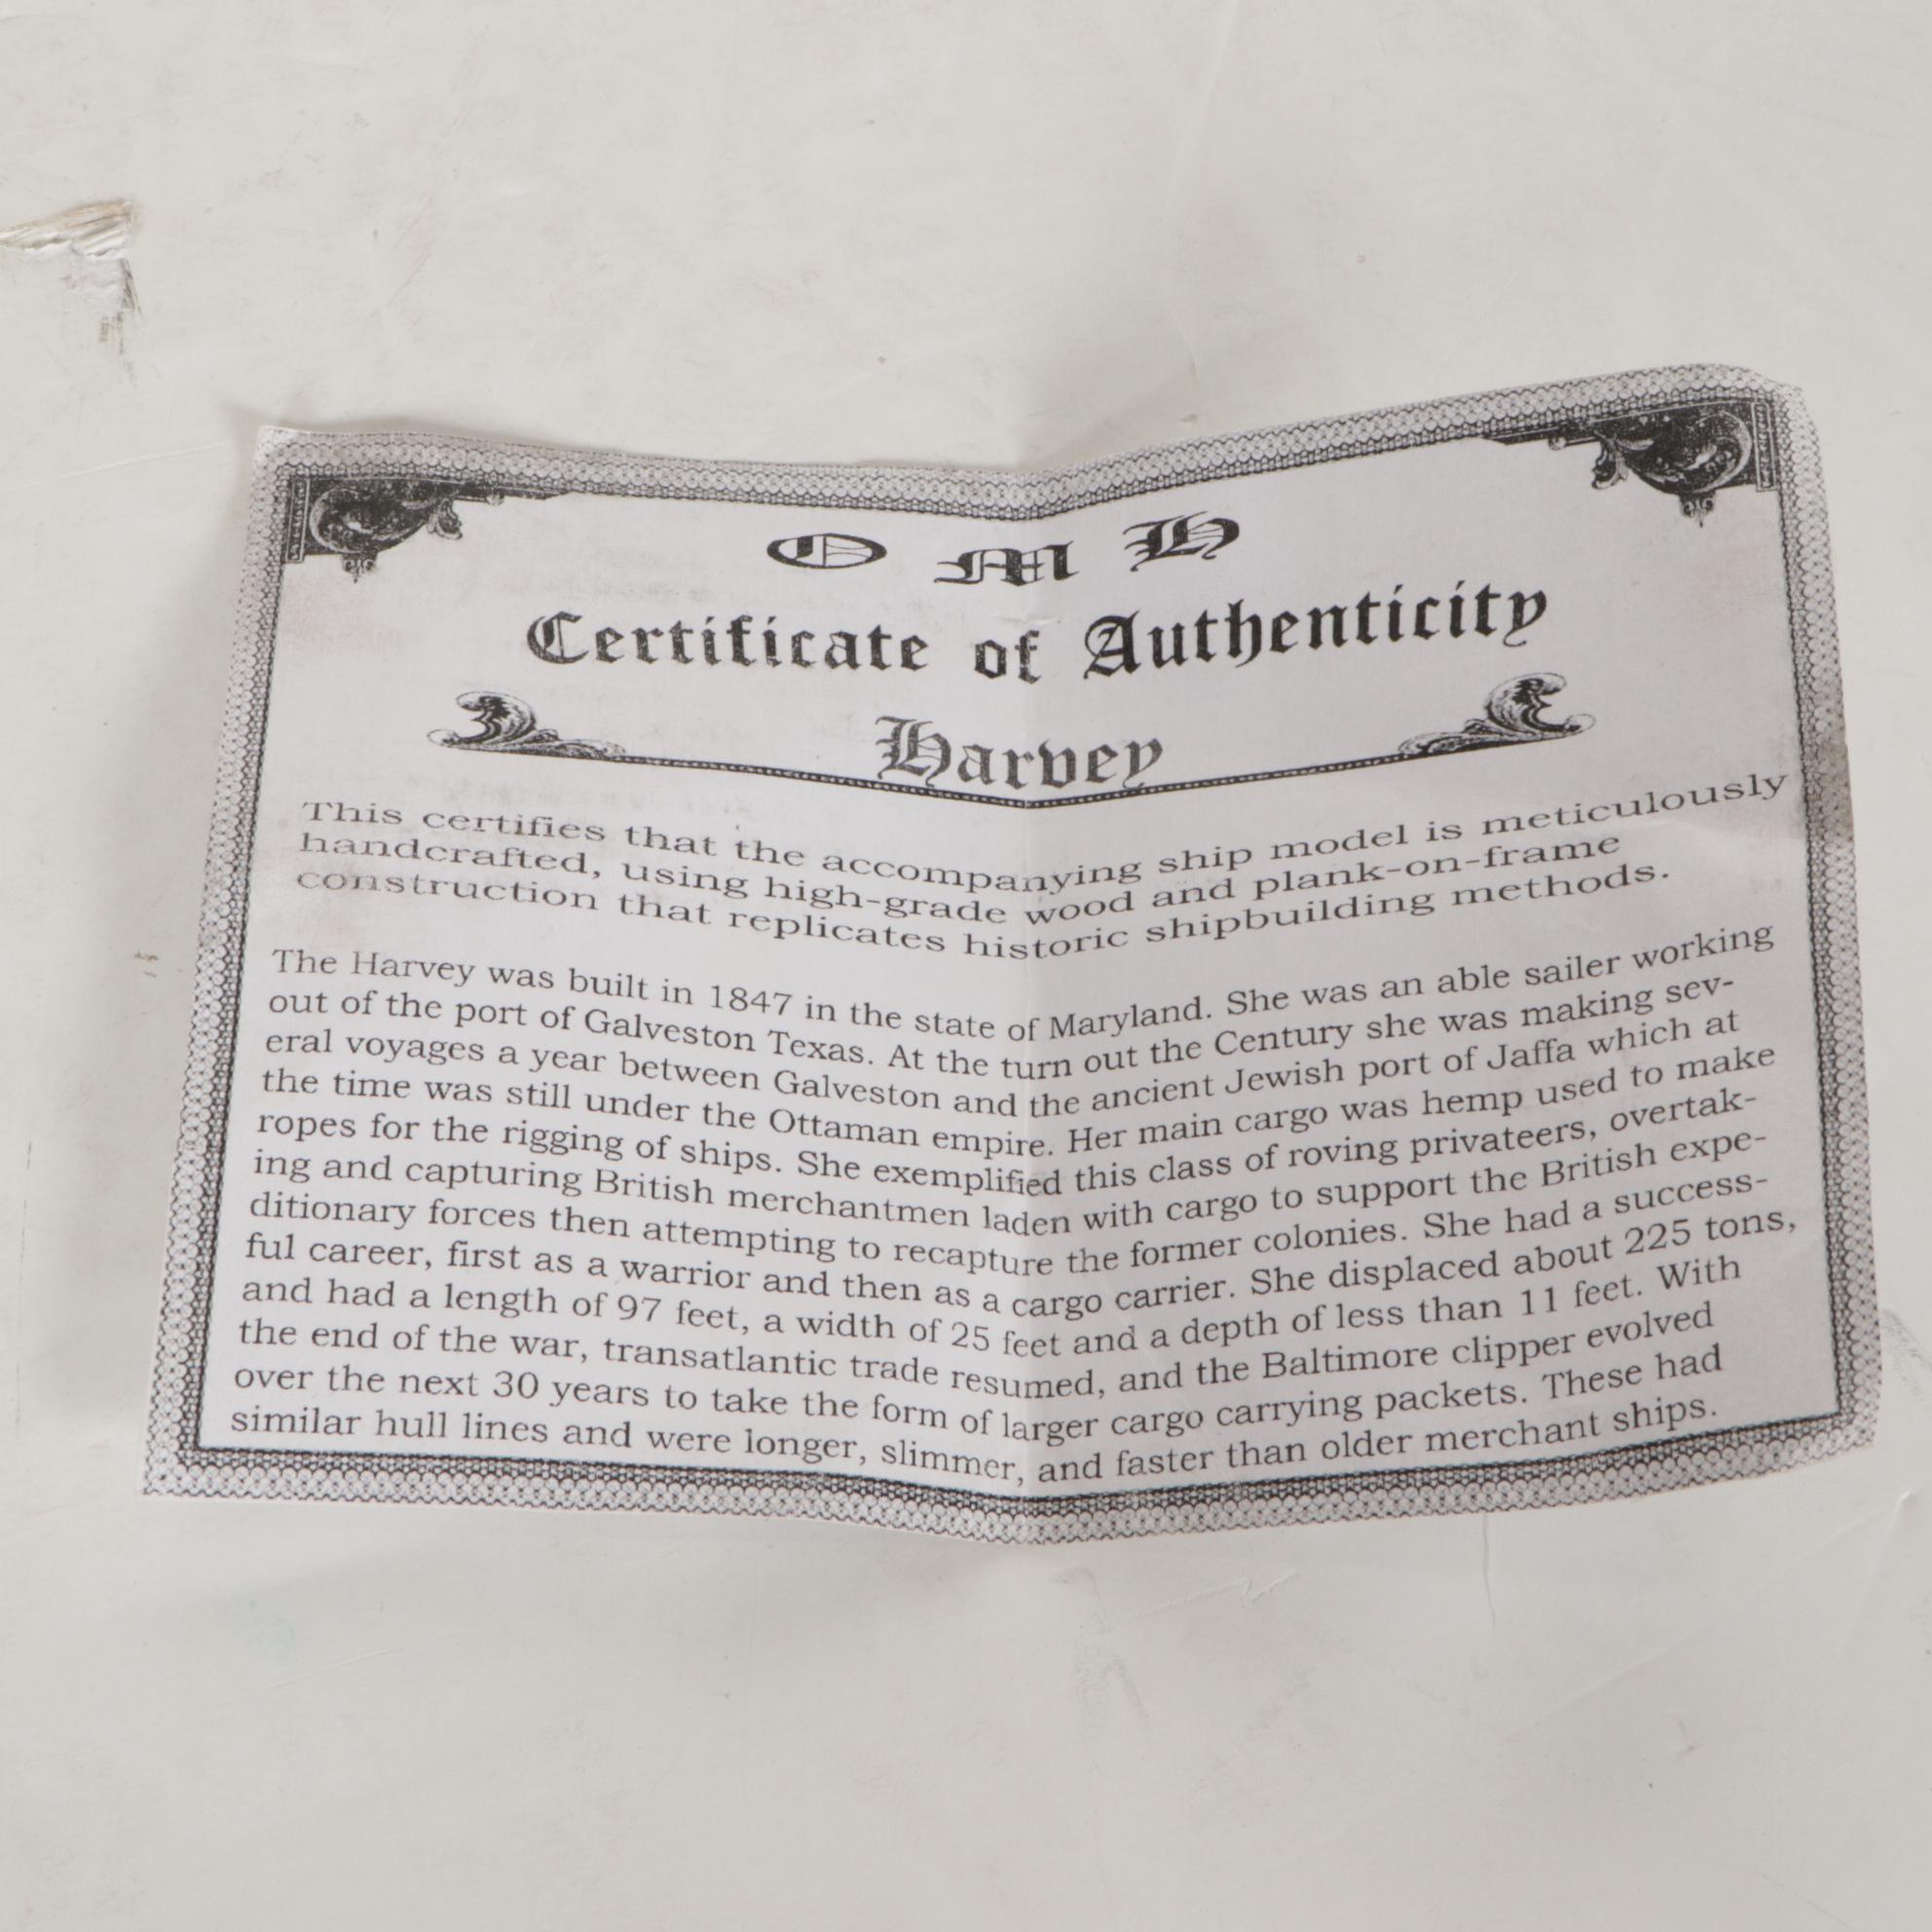 O M H
Certificate of Authenticity
Harvey
This certifies that the accompanying ship model is meticulously
handcrafted, using high-grade wood and plank-on-frame
construction that replicates historic shipbuilding methods.
The Harvey was built in 1847 in the state of Maryland. She was an able sailer working
out of the port of Galveston Texas. At the turn out the Century she was making sev-
eral voyages a year between Galveston and the ancient Jewish port of Jaffa which at
the time was still under the Ottaman empire. Her main cargo was hemp used to make
ropes for the rigging of ships. She exemplified this class of roving privateers, overtak-
ing and capturing British merchantmen laden with cargo to support the British expe-
ditionary forces then attempting to recapture the former colonies. She had a success-
ful career, first as a warrior and then as a cargo carrier. She displaced about 225 tons,
and had a length of 97 feet, a width of 25 feet and a depth of less than 11 feet. With
the end of the war, transatlantic trade resumed, and the Baltimore clipper evolved
over the next 30 years to take the form of larger cargo carrying packets. These had
similar hull lines and were longer, slimmer, and faster than older merchant ships.